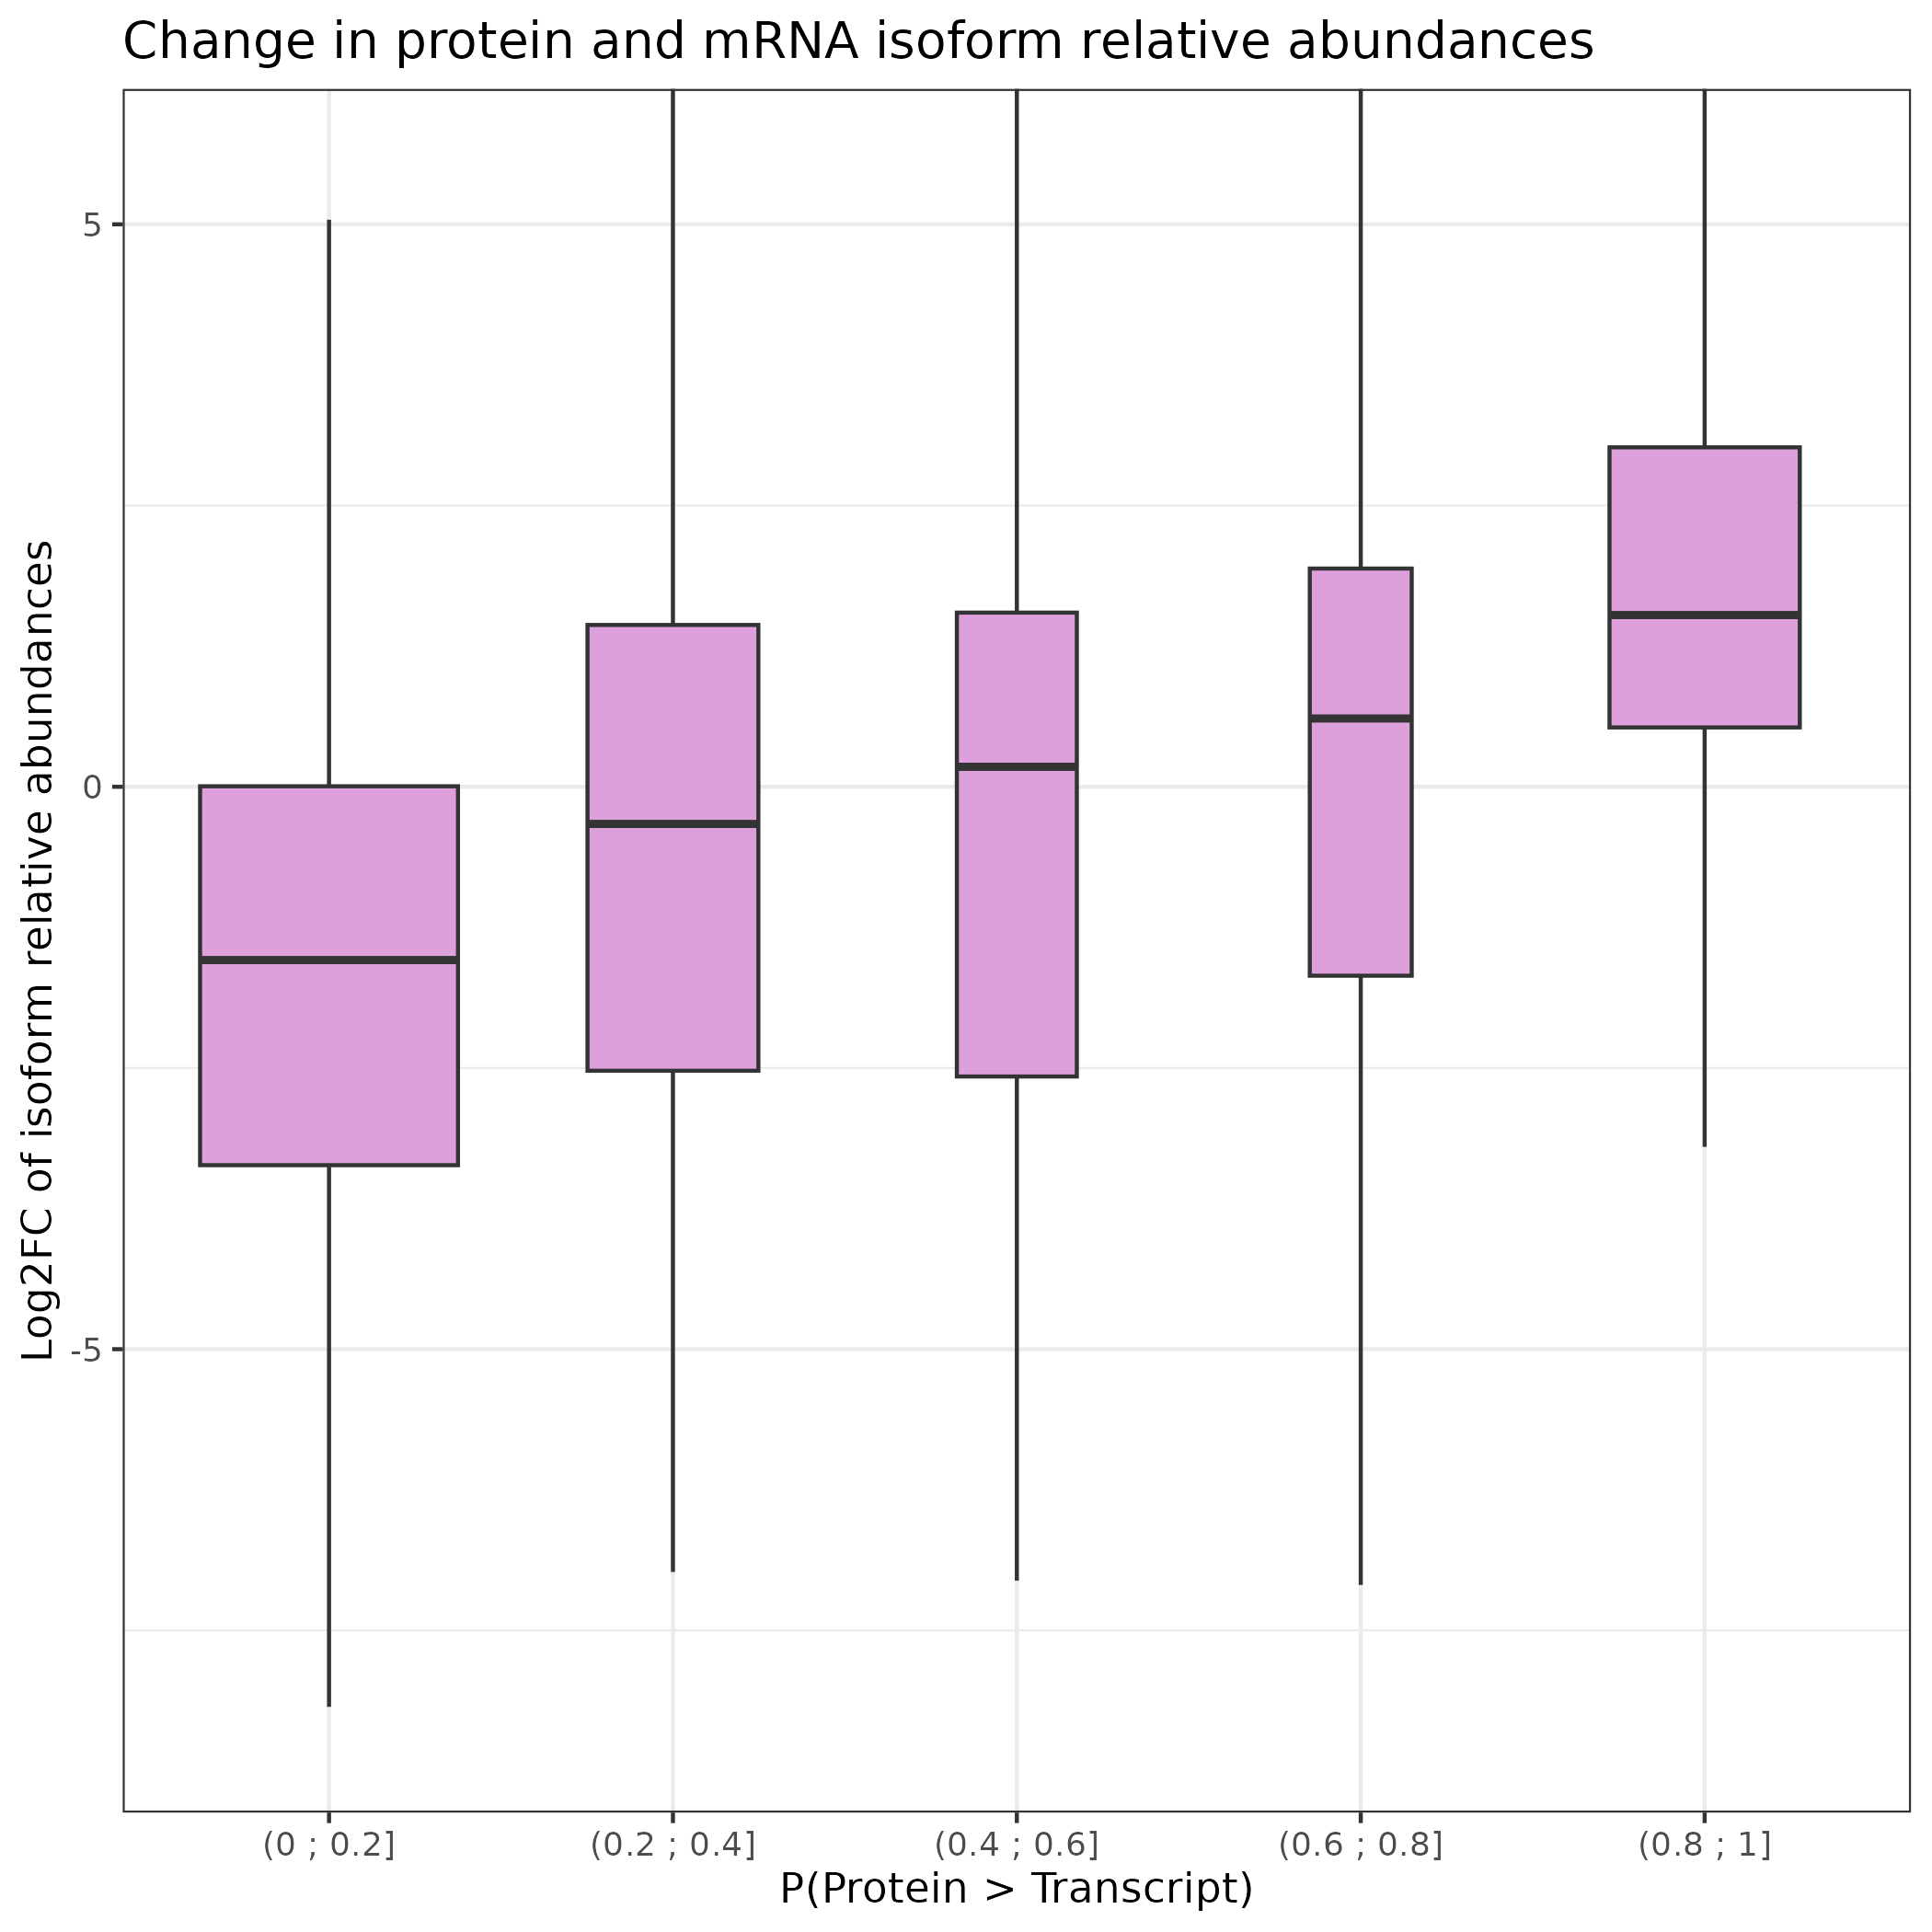 Change in protein and mRNA isoform relative abundances
Log2FC of isoform relative abundances
5
0
-5
(0 ; 0.2]
(0.2 ; 0.4]
(0.4 ; 0.6]
(0.6 ; 0.8]
(0.8 ; 1]
P(Protein > Transcript)